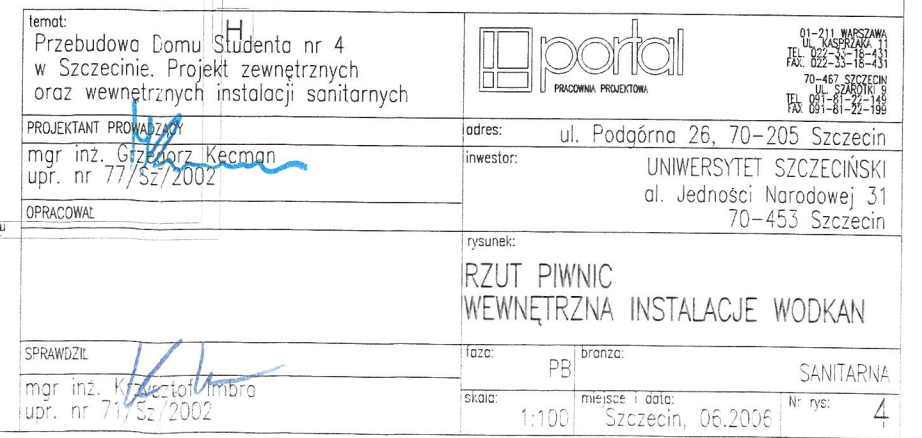 temat:
H
Przebudowa Domu Studenta nr 4
w Szczecinie. Projekt zewnętrznych
oraz wewnętrznych instalacji sanitarnych
portal
PRACOWNIA PROJEKTOWA
01-211 WARSZAWA
UL. KASPRZAKA 11
TEL. 022-33-18-431
FAX. 022-33-18-431
70-467 SZCZECIN
UL. SZAROTKI 9
TEL. 091-81-22-149
FAX 091-81-22-199
PROJEKTANT PROWADZĄCY
mgr inż. Grzegorz Kecman
upr. nr 77/Sz/2002
adres:
ul. Podgórna 26, 70-205 Szczecin
inwestor:
UNIWERSYTET SZCZECIŃSKI
al. Jedności Narodowej 31
70-453 Szczecin
OPRACOWAŁ
rysunek:
RZUT PIWNIC
WEWNĘTRZNA INSTALACJE WODKAN
SPRAWDZIŁ
mgr inż. Krzysztof Imbra
upr. nr 71/Sz/2002
faza:
PB
branża:
SANITARNA
skala:
1:100
miejsce i data:
Szczecin, 06.2006
Nr rys:
4